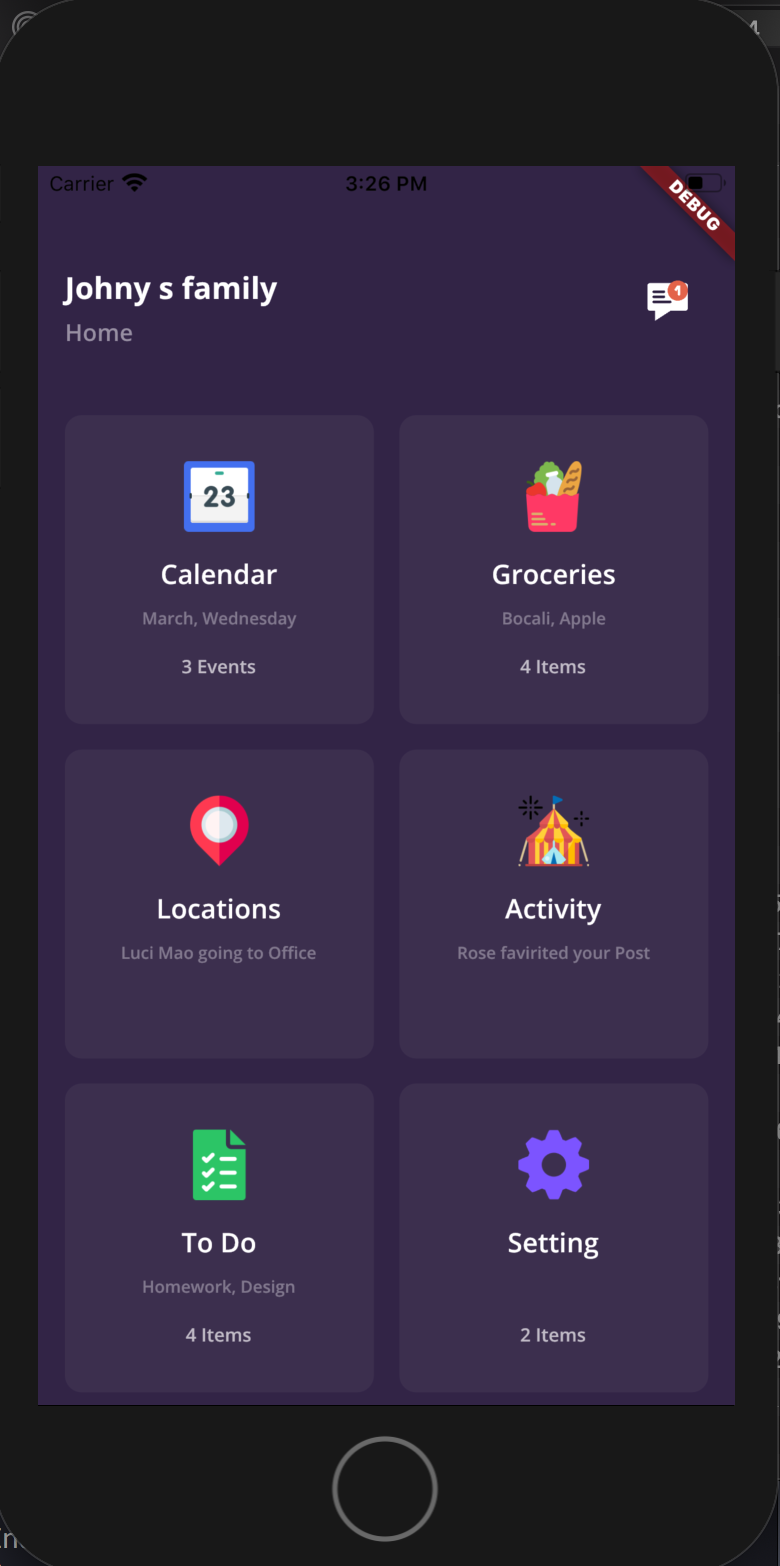 4
Carrier 3:26 PM
DEBUG
Johny s family
1
Home
23
Calendar
Groceries
March, Wednesday
Bocali, Apple
3 Events
4 Items
Locations
Activity
Luci Mao going to Office
Rose favirited your Post
To Do
Setting
Homework, Design
4 Items
2 Items